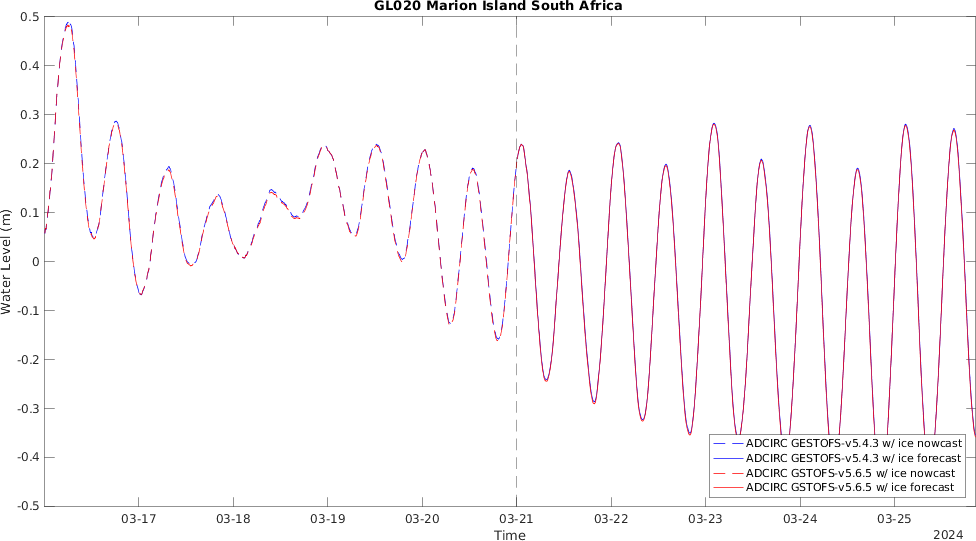 GL020 Marion Island South Africa
Water Level (m)
0.5
0.4
0.3
0.2
0.1
0
-0.1
-0.2
-0.3
-0.4
-0.5
ADCIRC GESTOFS-v5.4.3 w/ ice nowcast
ADCIRC GESTOFS-v5.4.3 w/ ice forecast
ADCIRC GSTOFS-v5.6.5 w/ ice nowcast
ADCIRC GSTOFS-v5.6.5 w/ ice forecast
03-17 03-18 03-19 03-20 03-21 03-22 03-23 03-24 03-25
Time
2024